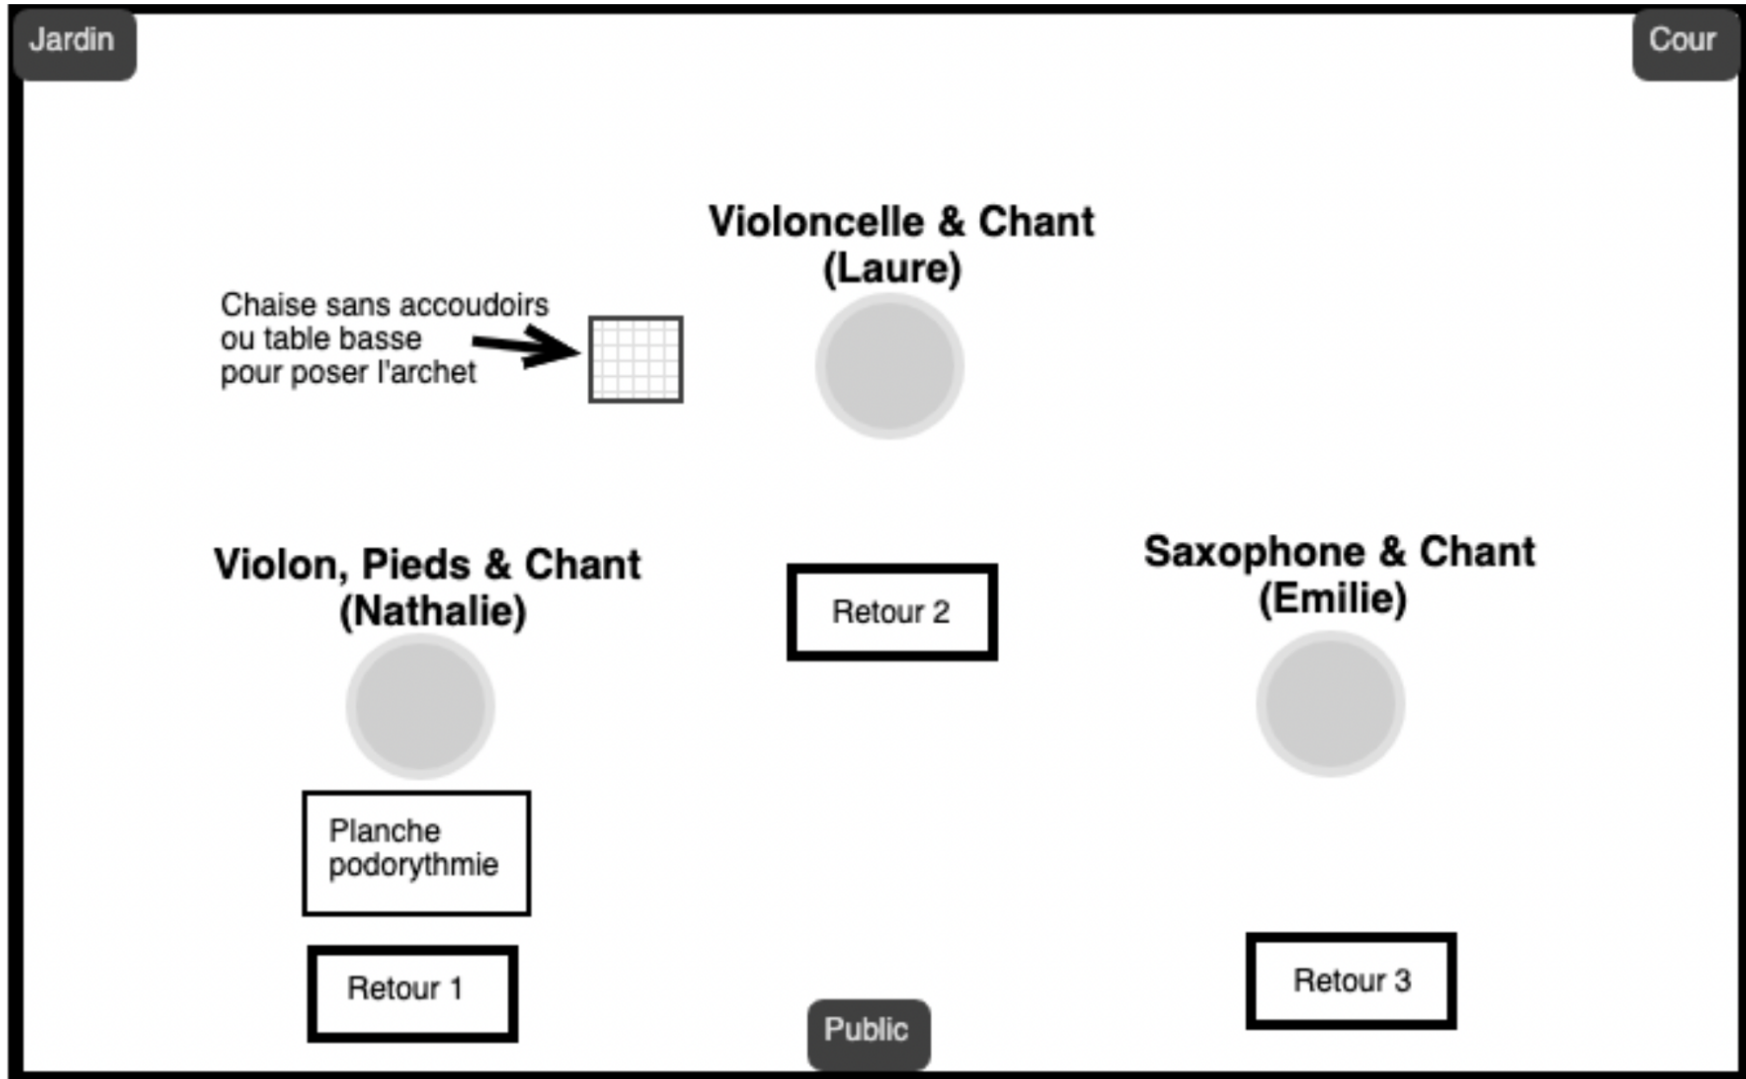 Jardin
Cour
Violoncelle & Chant
(Laure)
Chaise sans accoudoirs
ou table basse
pour poser l'archet
Violon, Pieds & Chant
(Nathalie)
Retour 2
Saxophone & Chant
(Emilie)
Planche
podorythmie
Retour 1
Retour 3
Public